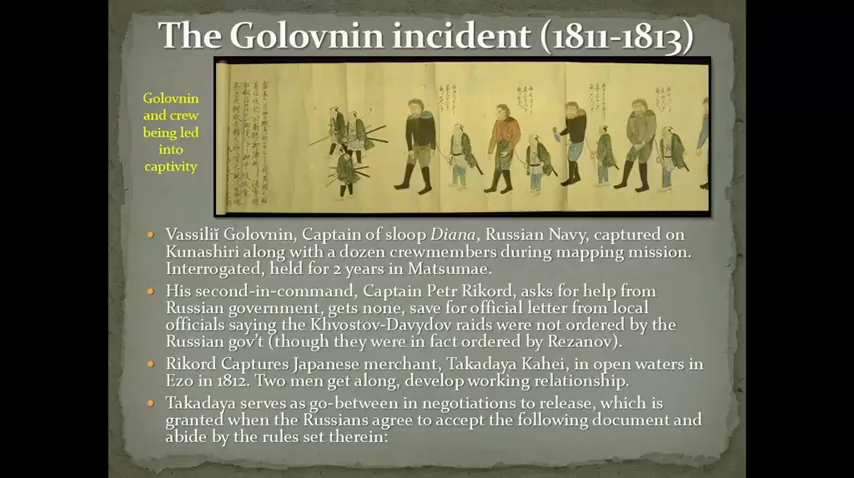 The Golovnin incident (1811-1813)
Golovnin
and crew
being led
into
captivity
• Vassiliĭ Golovnin, Captain of sloop Diana, Russian Navy, captured on
Kunashiri along with a dozen crewmembers during mapping mission.
Interrogated, held for 2 years in Matsumae.
• His second-in-command, Captain Petr Rikord, asks for help from
Russian government, gets none, save for official letter from local
officials saying the Khvostov-Davydov raids were not ordered by the
Russian gov't (though they were in fact ordered by Rezanov).
• Rikord Captures Japanese merchant, Takadaya Kahei, in open waters in
Ezo in 1812. Two men get along, develop working relationship.
• Takadaya serves as go-between in negotiations to release, which is
granted when the Russians agree to accept the following document and
abide by the rules set therein: